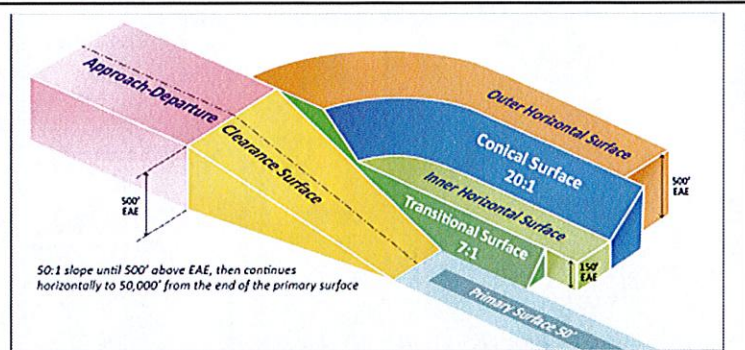 Approach-Departure
Clearance Surface
Outer Horizontal Surface
Conical Surface
20:1
Inner Horizontal Surface
Transitional Surface
7:1
500'
EAE
500'
EAE
150'
EAE
50:1 slope until 500' above EAE, then continues
horizontally to 50,000' from the end of the primary surface
Primary Surface 50'